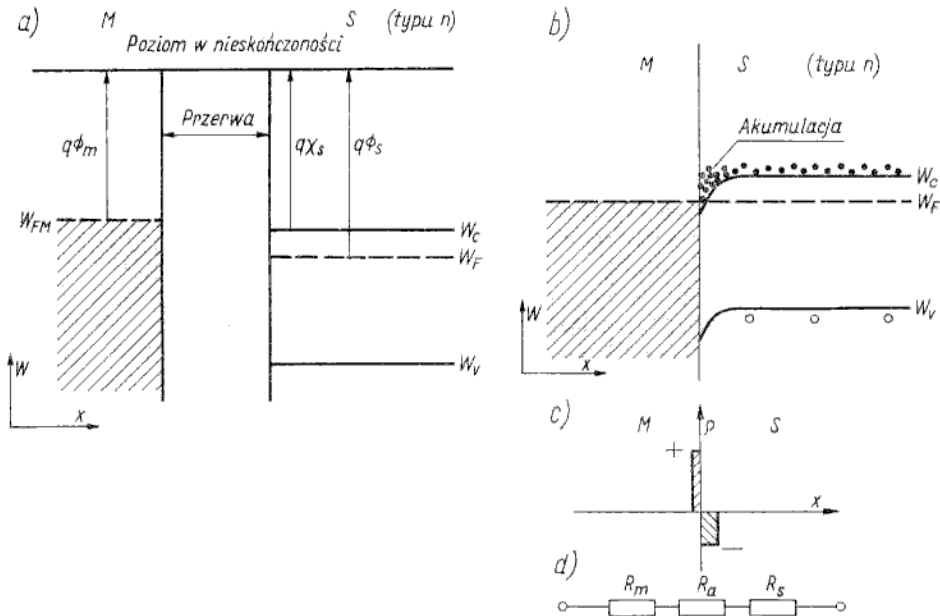 a) M S (typu n)
Poziom w nieskończoności
Przerwa
qϕm qχs qϕs
WFM
Wc
WF
Wv
W
x
b)
M S (typu n)
Akumulacja
Wc
WF
Wv
W
x
c)
M ρ S
+
x
—
d)
Rm Ra Rs